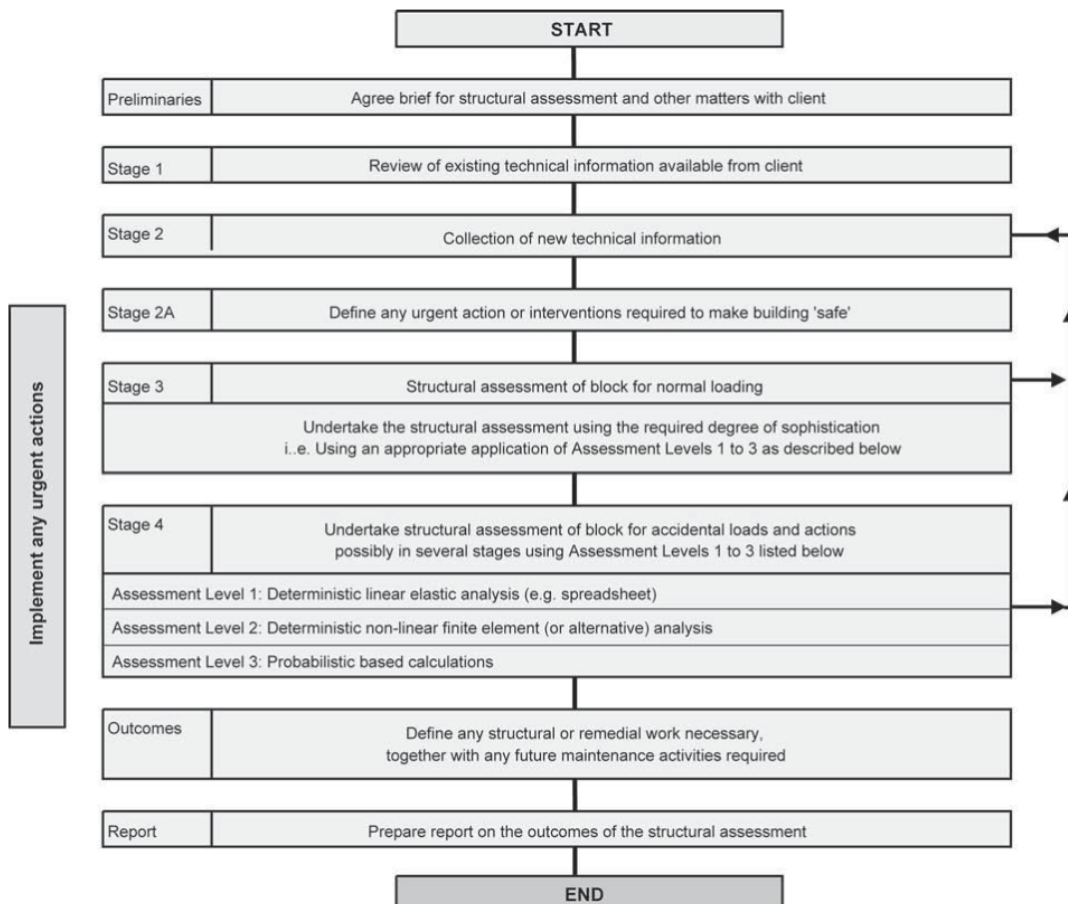 START
Preliminaries
Agree brief for structural assessment and other matters with client
Stage 1
Review of existing technical information available from client
Stage 2
Collection of new technical information
Stage 2A
Define any urgent action or interventions required to make building 'safe'
Stage 3
Structural assessment of block for normal loading
Undertake the structural assessment using the required degree of sophistication
i..e. Using an appropriate application of Assessment Levels 1 to 3 as described below
Stage 4
Undertake structural assessment of block for accidental loads and actions
possibly in several stages using Assessment Levels 1 to 3 listed below
Assessment Level 1: Deterministic linear elastic analysis (e.g. spreadsheet)
Assessment Level 2: Deterministic non-linear finite element (or alternative) analysis
Assessment Level 3: Probabilistic based calculations
Implement any urgent actions
Outcomes
Define any structural or remedial work necessary,
together with any future maintenance activities required
Report
Prepare report on the outcomes of the structural assessment
END